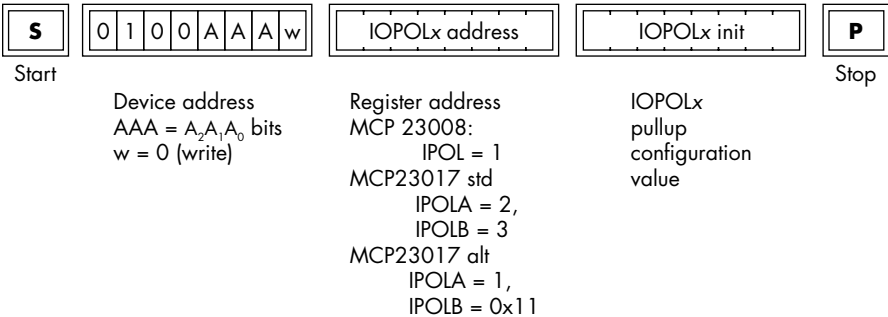 S 0 1 0 0 A A A w IOPOLx address IOPOLx init P
Start Stop
Device address Register address IOPOLx
AAA = A₂A₁A₀ bits MCP 23008: pullup
w = 0 (write) IPOL = 1 configuration
MCP23017 std value
IPOLA = 2,
IPOLB = 3
MCP23017 alt
IPOLA = 1,
IPOLB = 0x11